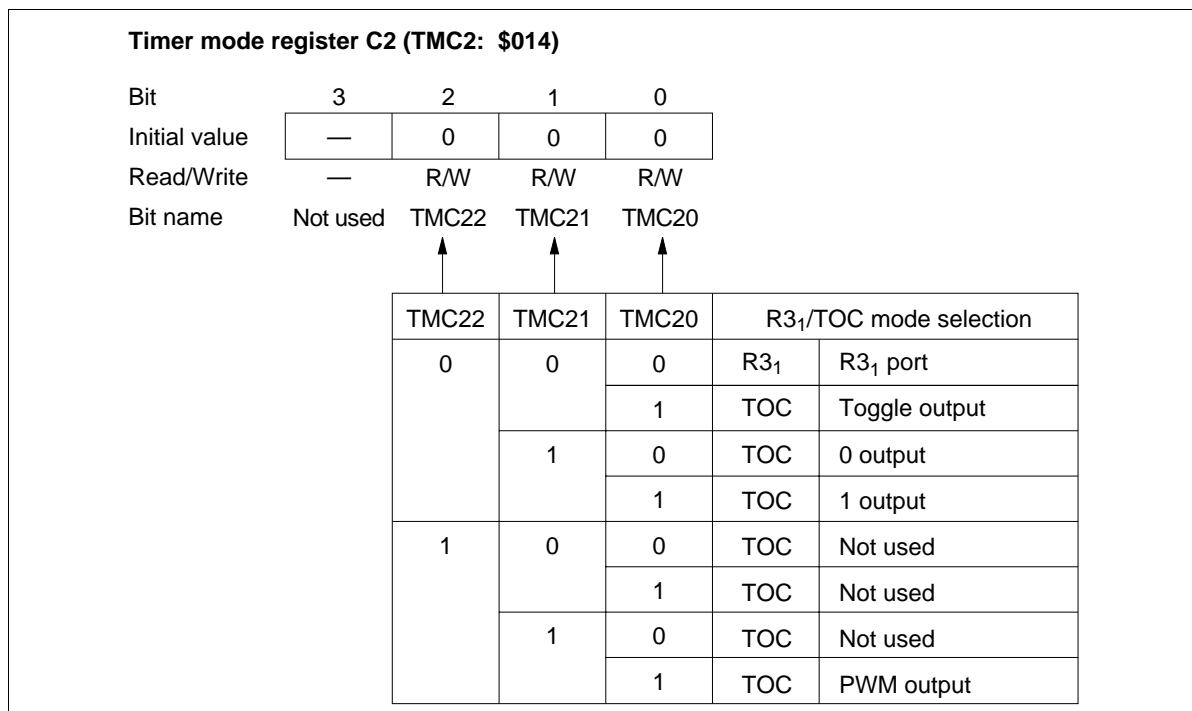 Timer mode register C2 (TMC2: $014)
Bit 3 2 1 0
Initial value — 0 0 0
Read/Write — R/W R/W R/W
Bit name Not used TMC22 TMC21 TMC20
TMC22 TMC21 TMC20 R3₁/TOC mode selection
0 0 0 R3₁ R3₁ port
1 TOC Toggle output
1 0 TOC 0 output
1 TOC 1 output
1 0 0 TOC Not used
1 TOC Not used
1 0 TOC Not used
1 TOC PWM output